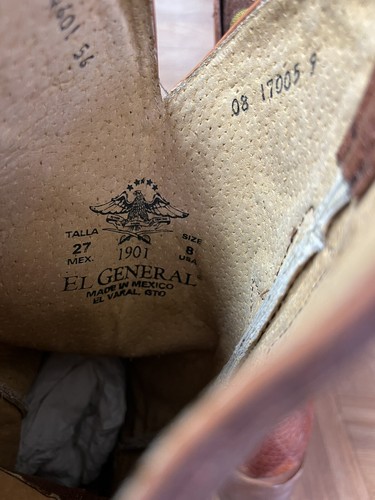 08 17005 9
TALLA
27
MEX.
1901
SIZE
8
USA
EL GENERAL
MADE IN MEXICO
EL VARAL, GTO